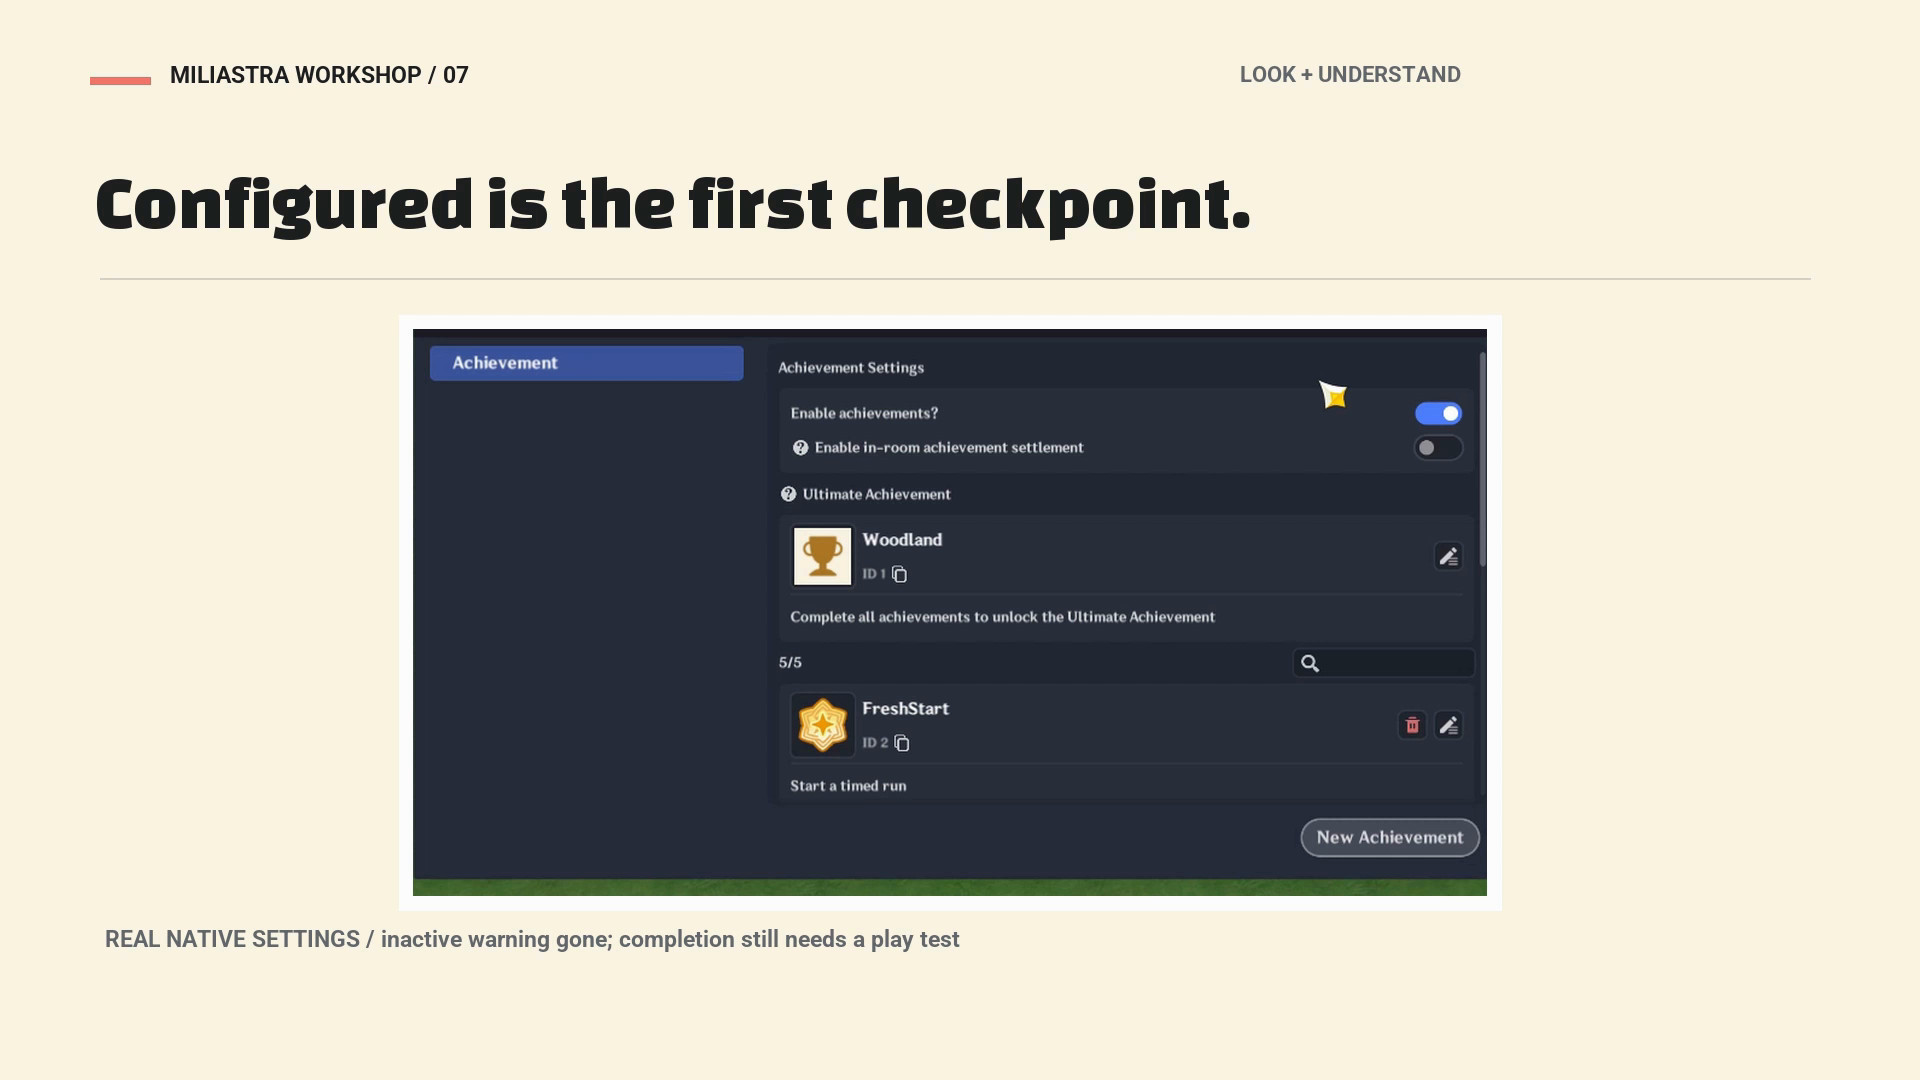 MILIASTRA WORKSHOP / 07
LOOK + UNDERSTAND
Configured is the first checkpoint.
Achievement
Achievement Settings
Enable achievements?
Enable in-room achievement settlement
Ultimate Achievement
Woodland
ID 1
Complete all achievements to unlock the Ultimate Achievement
5/5
FreshStart
ID 2
Start a timed run
New Achievement
REAL NATIVE SETTINGS / inactive warning gone; completion still needs a play test